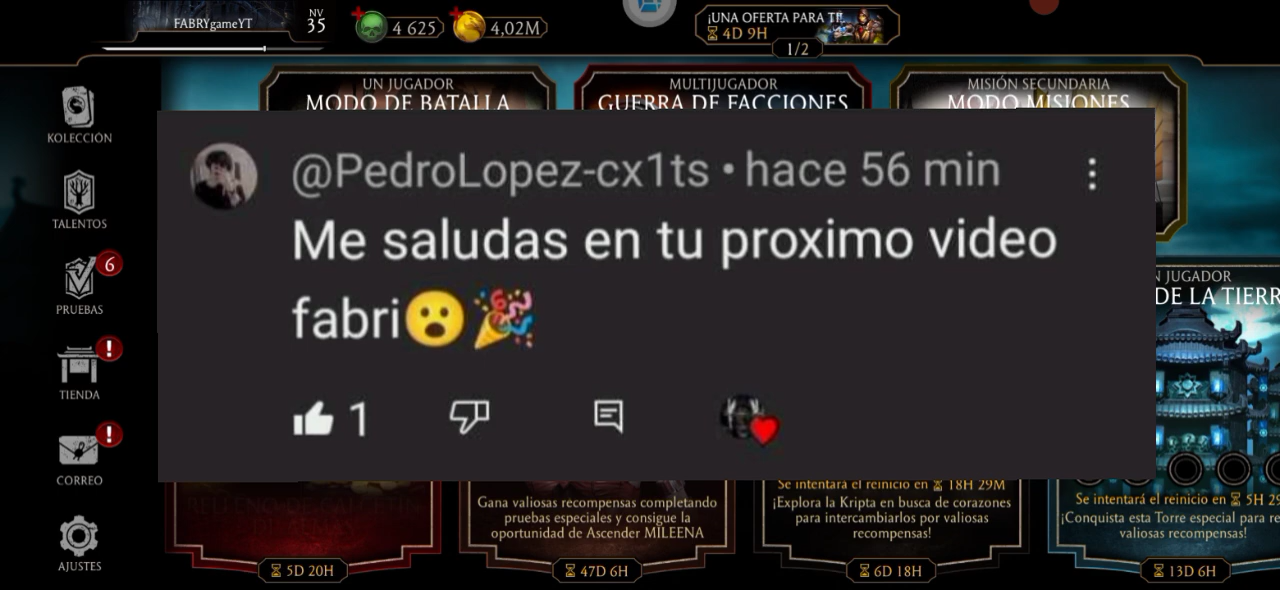 FABRYgameYT
NV
35
4 625
4,02M
¡UNA OFERTA PARA TI!
4D 9H
1/2
UN JUGADOR
MODO DE BATALLA
MULTIJUGADOR
GUERRA DE FACCIONES
MISIÓN SECUNDARIA
MODO MISIONES
KOLECCIÓN
TALENTOS
6
PRUEBAS
!
TIENDA
!
CORREO
AJUSTES
@PedroLopez-cx1ts • hace 56 min
Me saludas en tu proximo video
fabri😮🎉
1
JUGADOR
DE LA TIERR
Gana valiosas recompensas completando
pruebas especiales y consigue la
oportunidad de Ascender MILEENA
Se intentará el reinicio en 18H 29M
¡Explora la Kripta en busca de corazones
para intercambiarlos por valiosas
recompensas!
Se intentará el reinicio en 5H 29
¡Conquista esta Torre especial para re
valiosas recompensas!
5D 20H
47D 6H
6D 18H
13D 6H